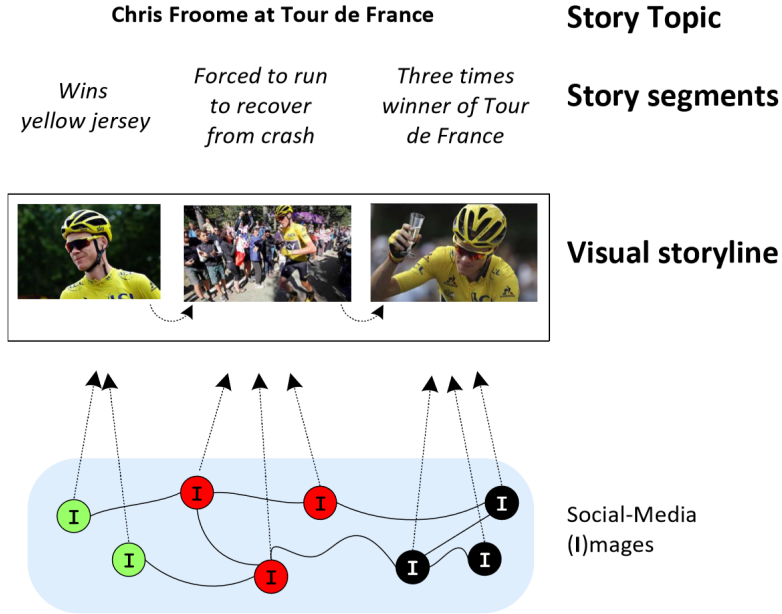 Chris Froome at Tour de France
Story Topic
Wins
yellow jersey
Forced to run
to recover
from crash
Three times
winner of Tour
de France
Story segments
Visual storyline
I
I
I
I
I
I
I
I
Social-Media
(I)mages